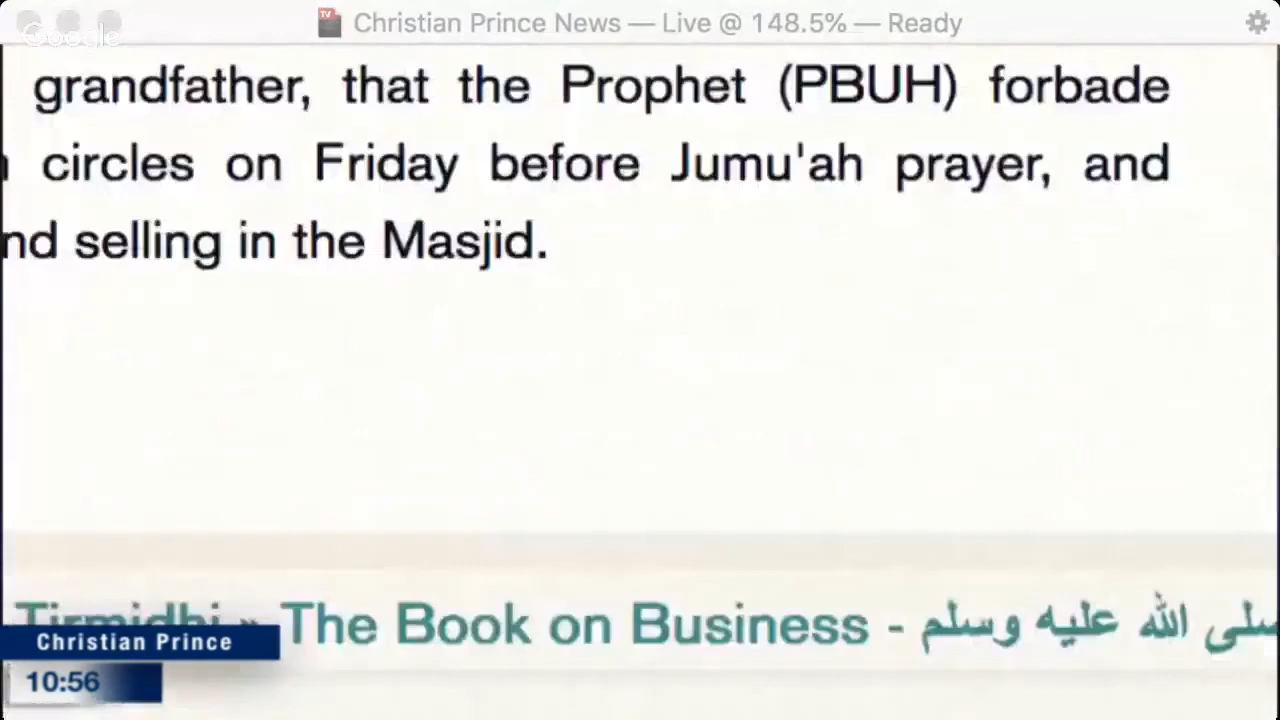 Christian Prince News — Live @ 148.5% — Ready
Google
grandfather, that the Prophet (PBUH) forbade
circles on Friday before Jumu'ah prayer, and
nd selling in the Masjid.
Tirmidhi » The Book on Business - صلى الله عليه وسلم
Christian Prince
10:56